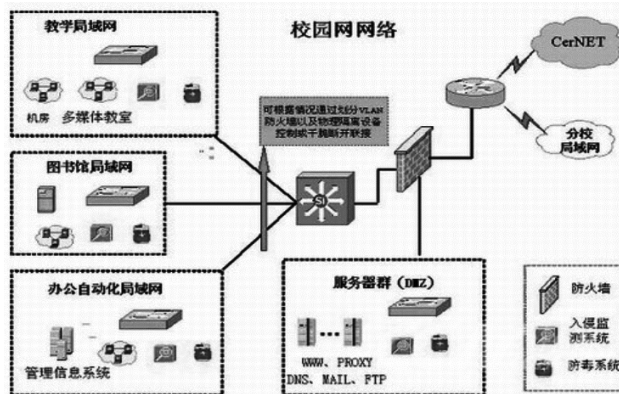 校园网网络
教学局域网
机房 多媒体教室
图书馆局域网
办公自动化局域网
管理信息系统
可根据情况通过划分VLAN
防火墙以及物理隔离设备
控制或干脆断开联接
Si
CerNET
分校
局域网
服务器群（DMZ）
WWW、PROXY
DNS、MAIL、FTP
防火墙
入侵监
测系统
防毒系统